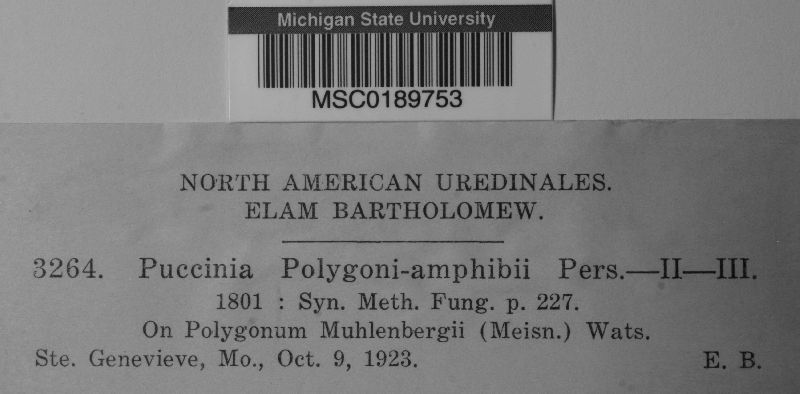 Michigan State University
MSC0189753
NORTH AMERICAN UREDINALES.
ELAM BARTHOLOMEW.
3264. Puccinia Polygoni-amphibii Pers.—II—III.
1801 : Syn. Meth. Fung. p. 227.
On Polygonum Muhlenbergii (Meisn.) Wats.
Ste. Genevieve, Mo., Oct. 9, 1923. E. B.